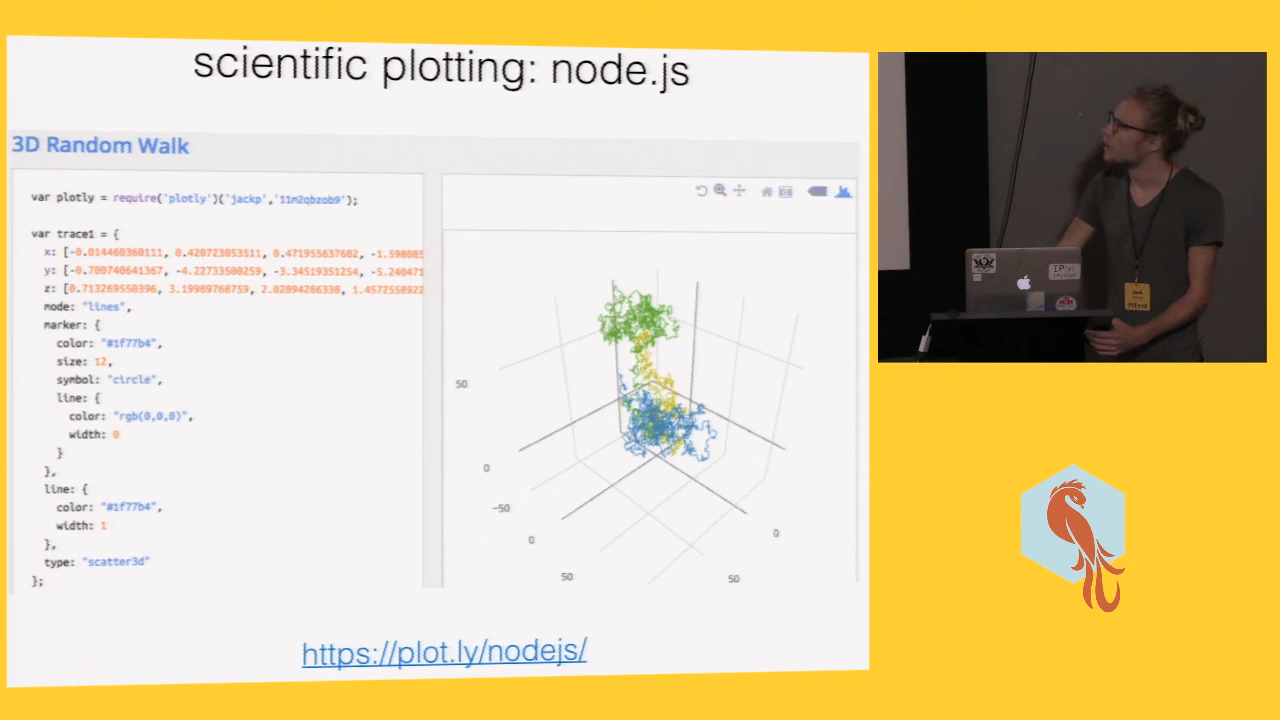 scientific plotting: node.js
3D Random Walk
var plotly = require('plotly')('jackp','11m2qbzob9');
var trace1 = {
x: [-0.014460360111, 0.420723053511, 0.471955637602, -1.598085
y: [-0.700740641367, -4.22733500259, -3.34519351254, -5.240471
z: [0.713269550396, 3.19989768759, 2.02094286338, 1.4572558922
mode: "lines",
marker: {
color: "#1f77b4",
size: 12,
symbol: "circle",
line: {
color: "rgb(0,0,0)",
width: 0
}
},
line: {
color: "#1f77b4",
width: 1
},
type: "scatter3d"
};
50
0
−50
0
50
0
50
https://plot.ly/nodejs/